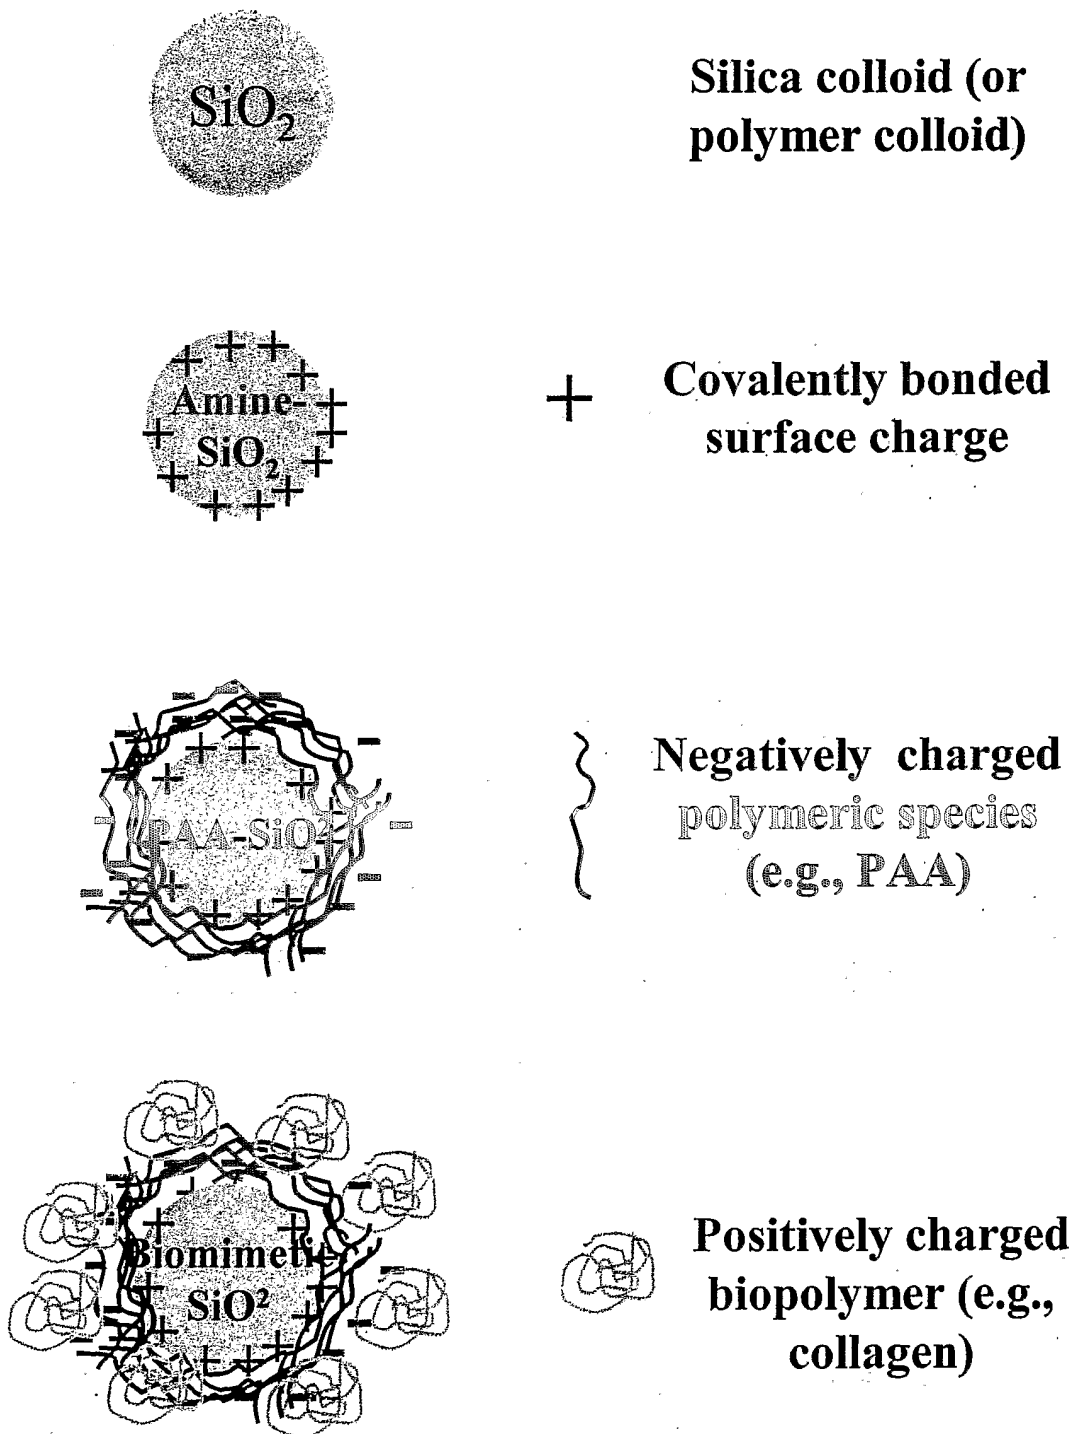 SiO₂
Silica colloid (or
polymer colloid)
Amine-
SiO₂
+
Covalently bonded
surface charge
PAA-SiO²
Negatively charged
polymeric species
(e.g., PAA)
Biomimetic
SiO²
Positively charged
biopolymer (e.g.,
collagen)